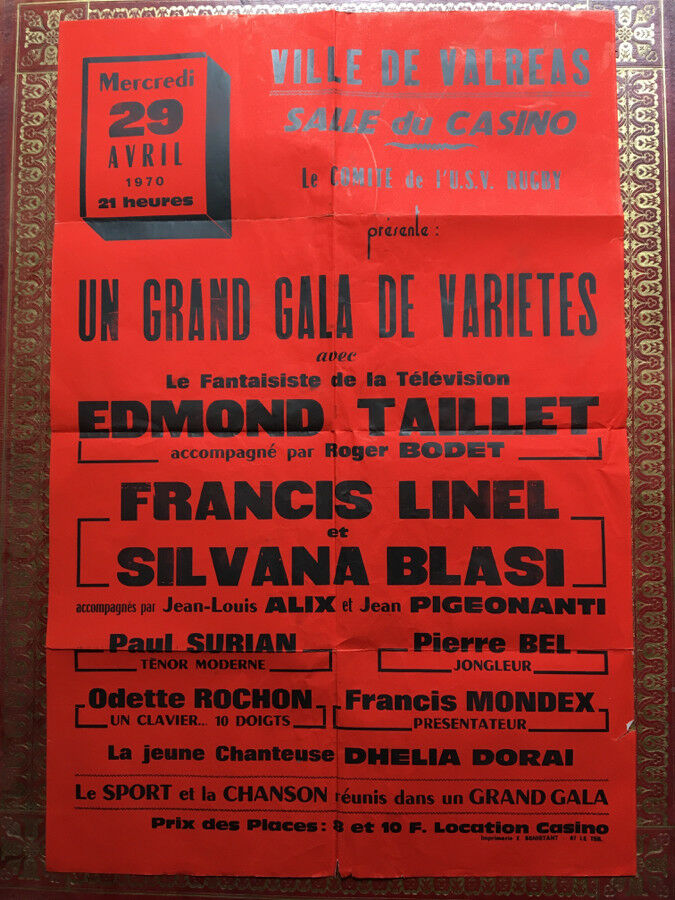 Mercredi
29
AVRIL
1970
21 heures
VILLE DE VALREAS
SALLE du CASINO
Le COMITE de l'U.S.V. RUGBY
présente :
UN GRAND GALA DE VARIETES
avec
Le Fantaisiste de la Télévision
EDMOND TAILLET
accompagné par Roger BODET
FRANCIS LINEL
et
SILVANA BLASI
accompagnés par Jean-Louis ALIX et Jean PIGEONANTI
Paul SURIAN
TÉNOR MODERNE
Pierre BEL
JONGLEUR
Odette ROCHON
UN CLAVIER... 10 DOIGTS
Francis MONDEX
PRESENTATEUR
La jeune Chanteuse DHELIA DORAI
Le SPORT et la CHANSON réunis dans un GRAND GALA
Prix des Places : 8 et 10 F. Location Casino
Imprimerie LE TEIL